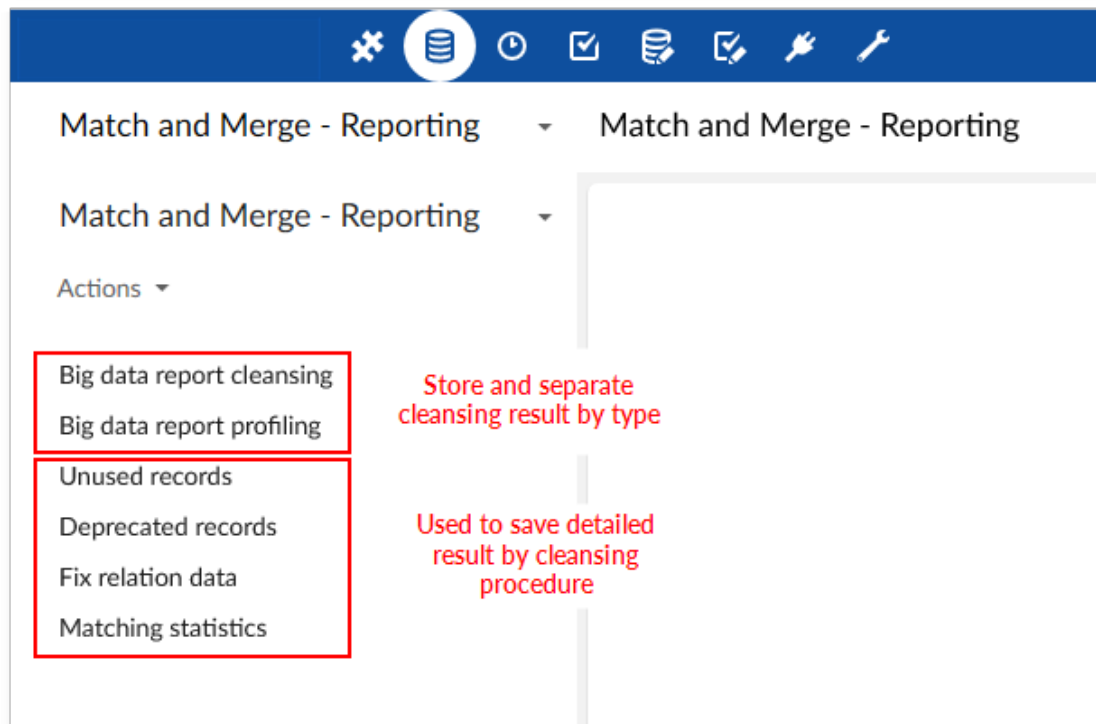 Match and Merge - Reporting
Match and Merge - Reporting
Match and Merge - Reporting
Actions
Big data report cleansing
Big data report profiling
Store and separate
cleansing result by type
Unused records
Deprecated records
Fix relation data
Matching statistics
Used to save detailed
result by cleansing
procedure